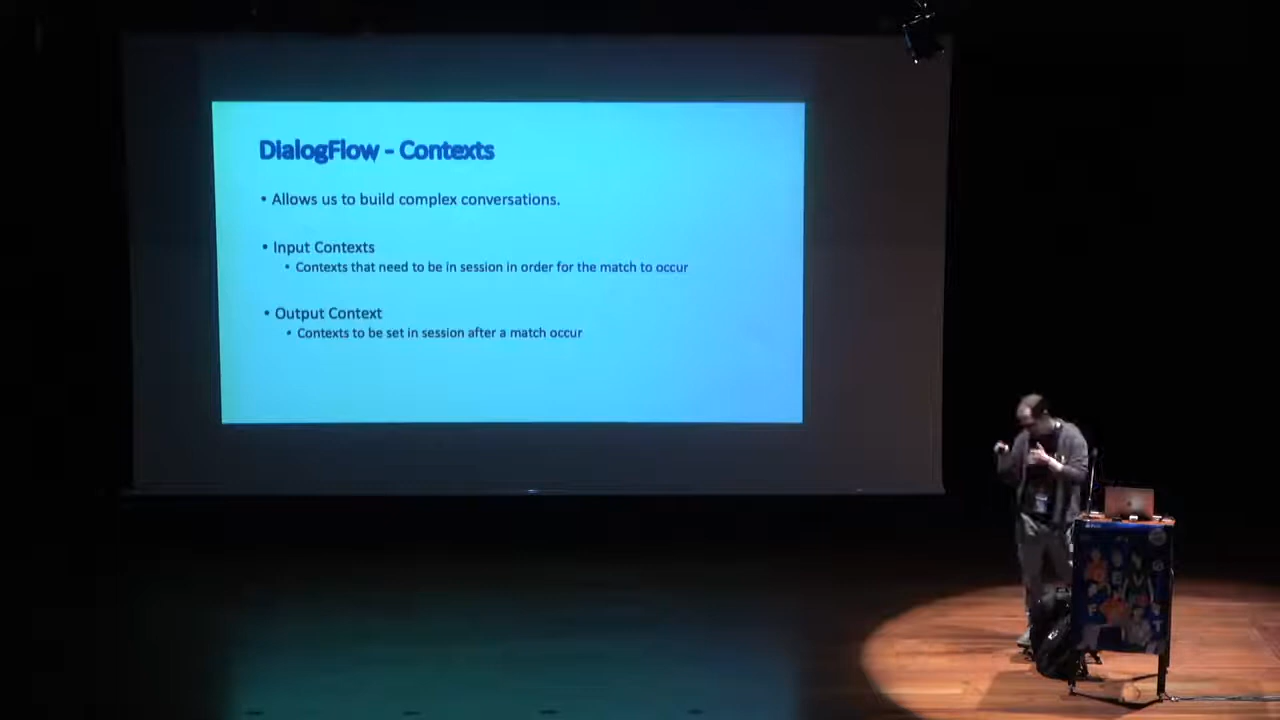 DialogFlow - Contexts
• Allows us to build complex conversations.
• Input Contexts
• Contexts that need to be in session in order for the match to occur
• Output Context
• Contexts to be set in session after a match occur